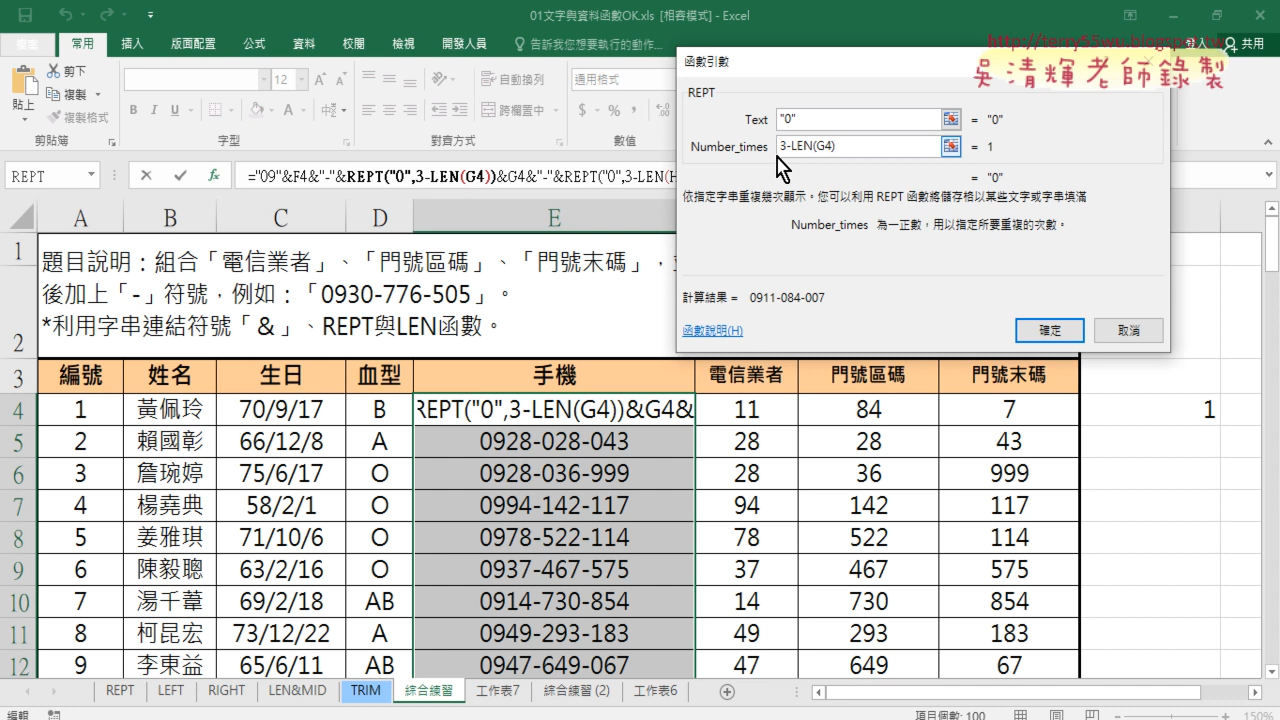 01文字與資料函數OK.xls [相容模式] - Excel
常用 插入 版面配置 公式 資料 校閱 檢視 開發人員 告訴我您想要執行的動作... 登入 共用
http://terry55wu.blogspot.tw
吳清輝老師錄製
剪下
複製
複製格式
貼上
12
B I U
通用格式
自動換列
跨欄置中
$ % ,
剪貼簿 字型 對齊方式 數值
REPT
="09"&F4&"-"&REPT("0",3-LEN(G4))&G4&"-"&REPT("0",3-LEN(H
函數引數
REPT
Text "0" = "0"
Number_times 3-LEN(G4) = 1
= "0"
依指定字串重複幾次顯示。您可以利用 REPT 函數將儲存格以某些文字或字串填滿
Number_times 為一正數，用以指定所要重複的次數。
計算結果 = 0911-084-007
函數說明(H) 確定 取消
A B C D E
1 題目說明：組合「電信業者」、「門號區碼」、「門號末碼」，
後加上「-」符號，例如：「0930-776-505」。
2 *利用字串連結符號「&」、REPT與LEN函數。
3 編號 姓名 生日 血型 手機 電信業者 門號區碼 門號末碼
4 1 黃佩玲 70/9/17 B REPT("0",3-LEN(G4))&G4& 11 84 7 1
5 2 賴國彰 66/12/8 A 0928-028-043 28 28 43
6 3 詹琬婷 75/6/17 O 0928-036-999 28 36 999
7 4 楊堯典 58/2/1 O 0994-142-117 94 142 117
8 5 姜雅琪 71/10/6 O 0978-522-114 78 522 114
9 6 陳毅聰 63/2/16 O 0937-467-575 37 467 575
10 7 湯千葦 69/2/18 AB 0914-730-854 14 730 854
11 8 柯昆宏 73/12/22 A 0949-293-183 49 293 183
12 9 李東益 65/6/11 AB 0947-649-067 47 649 67
REPT LEFT RIGHT LEN&MID TRIM 綜合練習 工作表7 綜合練習 (2) 工作表6
編輯 項目個數: 100 150%